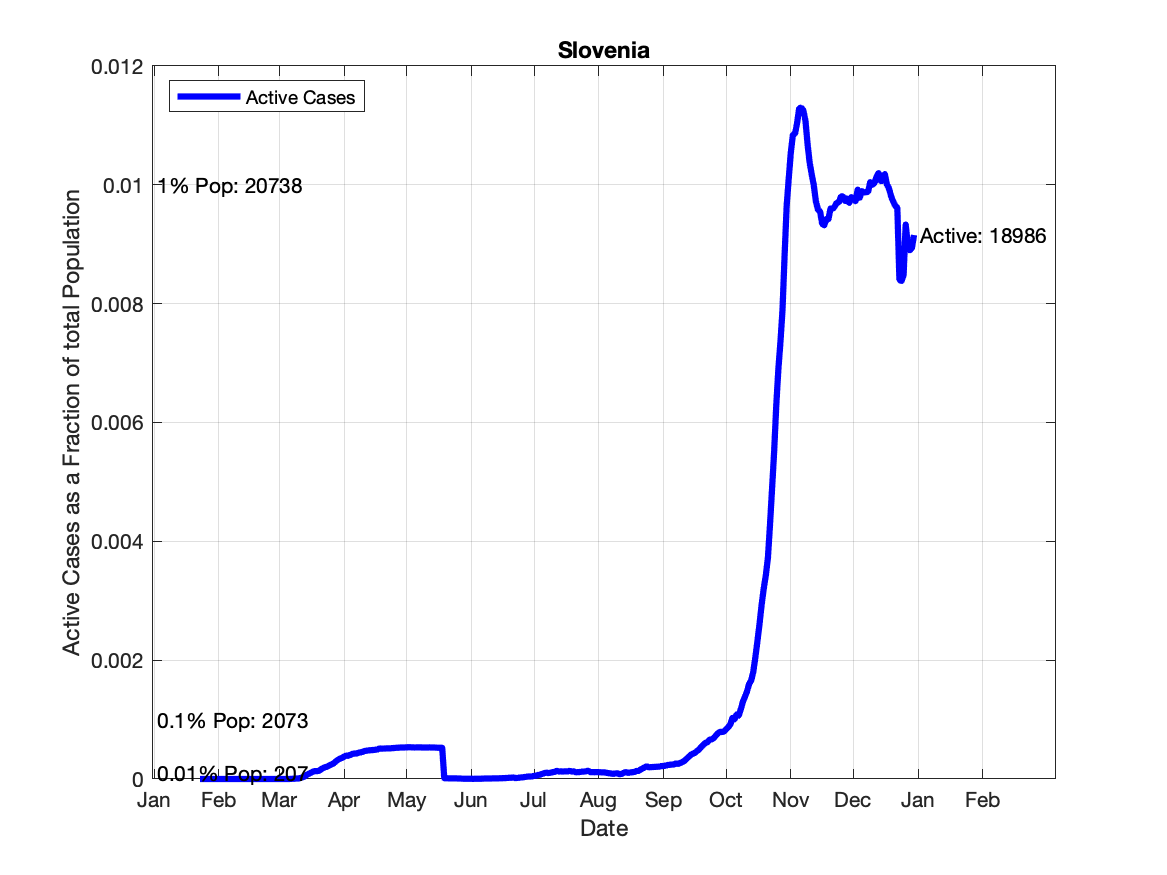 Slovenia
Active Cases
0.012
0.01
0.008
0.006
0.004
0.002
0
1% Pop: 20738
0.1% Pop: 2073
0.01% Pop: 207
Active: 18986
Active Cases as a Fraction of total Population
Jan Feb Mar Apr May Jun Jul Aug Sep Oct Nov Dec Jan Feb
Date